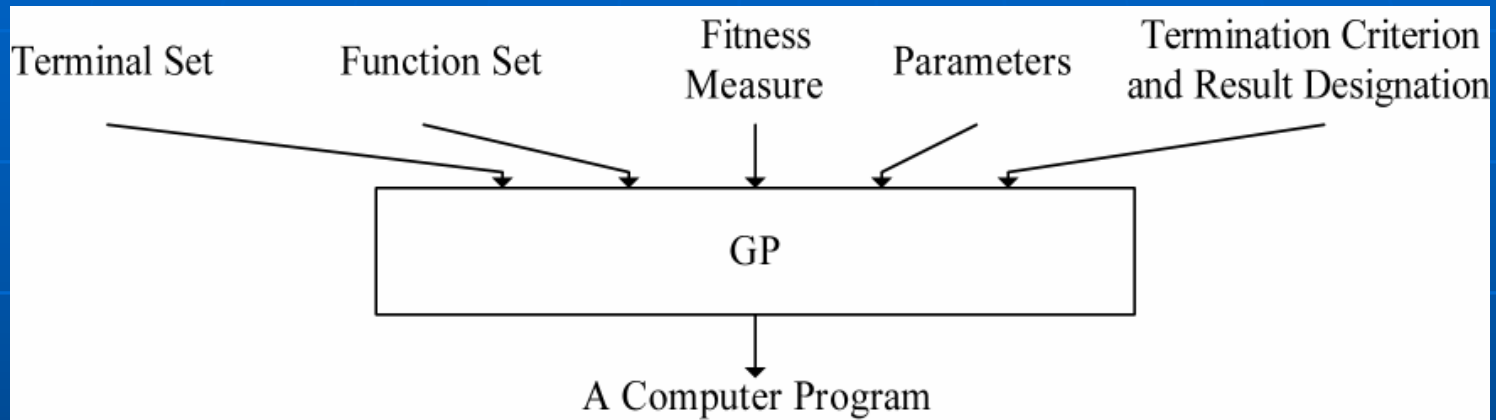 Terminal Set
Function Set
Fitness
Measure
Parameters
Termination Criterion
and Result Designation
GP
A Computer Program